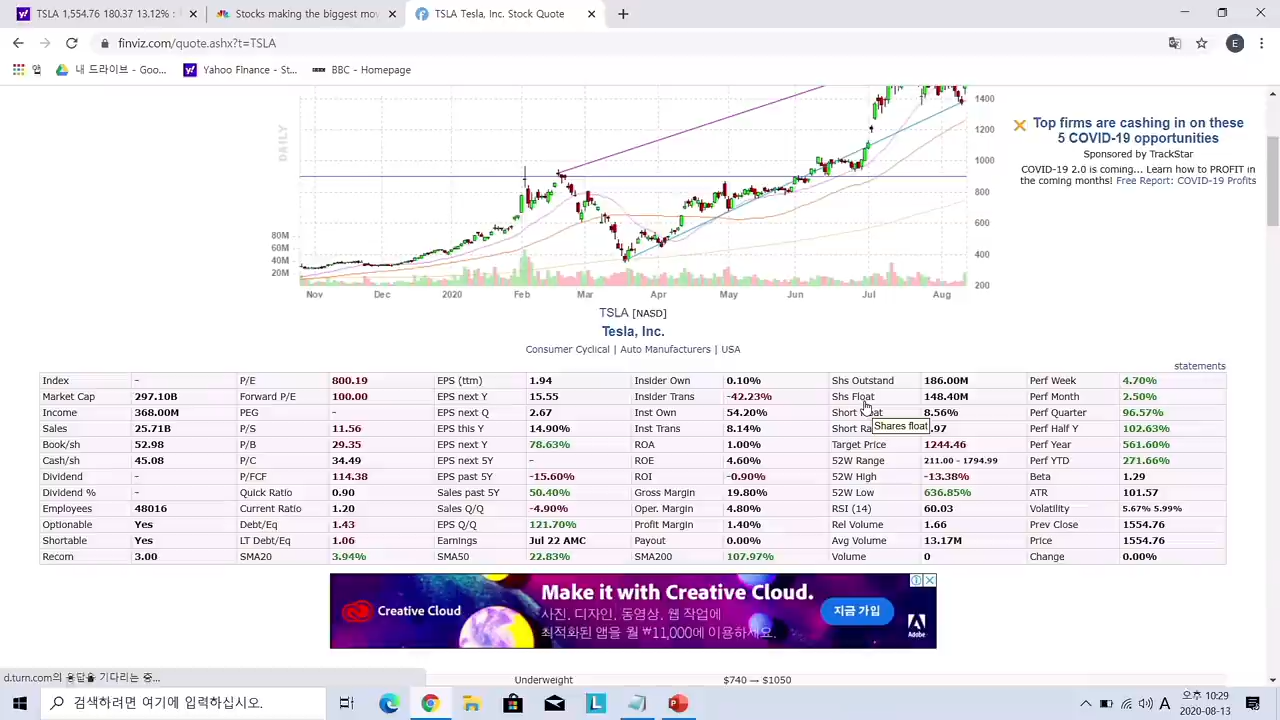 TSLA 1,554.76 180.37 13.12% :
Stocks making the biggest mo
TSLA Tesla, Inc. Stock Quote
finviz.com/quote.ashx?t=TSLA
E
앱
내 드라이브 - Goo...
Yahoo Finance - St...
BBC - Homepage
DAILY
1400
1200
1000
800
600
400
200
80M
60M
40M
20M
Nov Dec 2020 Feb Mar Apr May Jun Jul Aug
Top firms are cashing in on these
5 COVID-19 opportunities
Sponsored by TrackStar
COVID-19 2.0 is coming... Learn how to PROFIT in
the coming months! Free Report: COVID-19 Profits
TSLA [NASD]
Tesla, Inc.
Consumer Cyclical | Auto Manufacturers | USA
statements
Index - P/E 800.19 EPS (ttm) 1.94 Insider Own 0.10% Shs Outstand 186.00M Perf Week 4.70%
Market Cap 297.10B Forward P/E 100.00 EPS next Y 15.55 Insider Trans -42.23% Shs Float 148.40M Perf Month 2.50%
Income 368.00M PEG - EPS next Q 2.67 Inst Own 54.20% Short Float 8.56% Perf Quarter 96.57%
Sales 25.71B P/S 11.56 EPS this Y 14.90% Inst Trans 8.14% Short Ra .97 Perf Half Y 102.63%
Shares float
Book/sh 52.98 P/B 29.35 EPS next Y 78.63% ROA 1.00% Target Price 1244.46 Perf Year 561.60%
Cash/sh 45.08 P/C 34.49 EPS next 5Y - ROE 4.60% 52W Range 211.00 - 1794.99 Perf YTD 271.66%
Dividend - P/FCF 114.38 EPS past 5Y -15.60% ROI -0.90% 52W High -13.38% Beta 1.29
Dividend % - Quick Ratio 0.90 Sales past 5Y 50.40% Gross Margin 19.80% 52W Low 636.85% ATR 101.57
Employees 48016 Current Ratio 1.20 Sales Q/Q -4.90% Oper. Margin 4.80% RSI (14) 60.03 Volatility 5.67% 5.99%
Optionable Yes Debt/Eq 1.43 EPS Q/Q 121.70% Profit Margin 1.40% Rel Volume 1.66 Prev Close 1554.76
Shortable Yes LT Debt/Eq 1.06 Earnings Jul 22 AMC Payout 0.00% Avg Volume 13.17M Price 1554.76
Recom 3.00 SMA20 3.94% SMA50 22.83% SMA200 107.97% Volume 0 Change 0.00%
Creative Cloud
Make it with Creative Cloud.
사진, 디자인, 동영상, 웹 작업에
최적화된 앱을 월 ₩11,000에 이용하세요.
지금 가입
Adobe
d.turn.com의 응답을 기다리는 중...
Underweight $740 → $1050
검색하려면 여기에 입력하십시오.
A
오후 10:29
2020-08-13